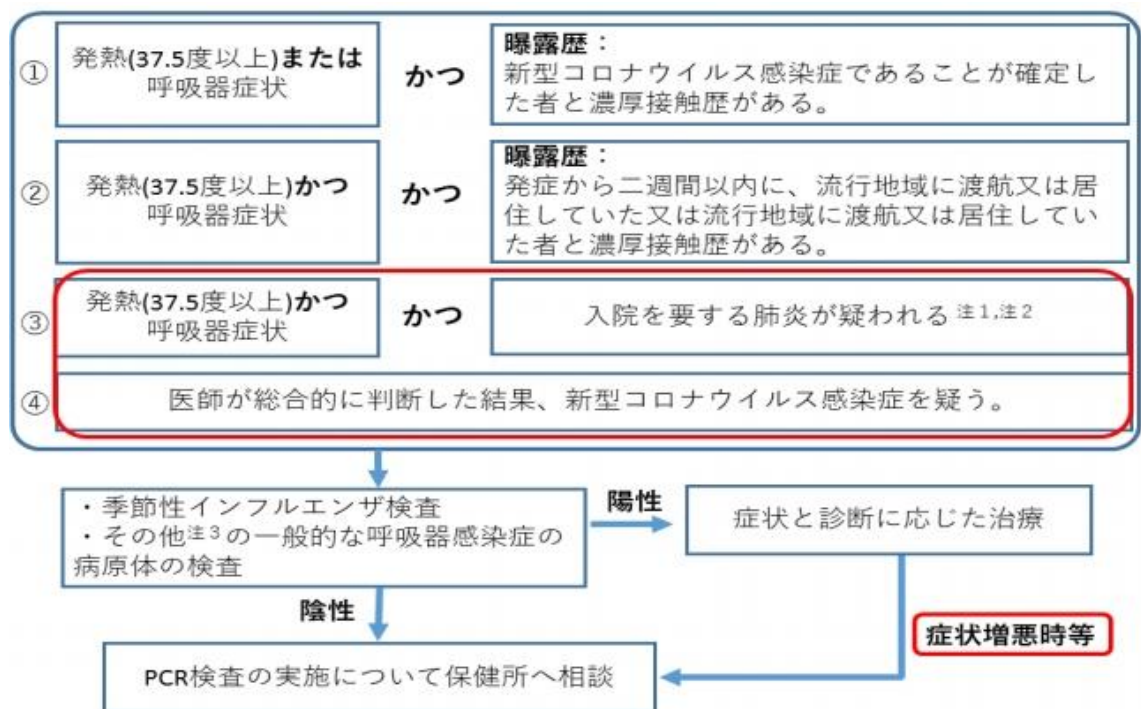 ①
発熱(37.5度以上)または
呼吸器症状
かつ
曝露歴：
新型コロナウイルス感染症であることが確定し
た者と濃厚接触歴がある。
②
発熱(37.5度以上)かつ
呼吸器症状
かつ
曝露歴：
発症から二週間以内に、流行地域に渡航又は居
住していた又は流行地域に渡航又は居住してい
た者と濃厚接触歴がある。
③
発熱(37.5度以上)かつ
呼吸器症状
かつ
入院を要する肺炎が疑われる 注1,注2
④
医師が総合的に判断した結果、新型コロナウイルス感染症を疑う。
・季節性インフルエンザ検査
・その他注3の一般的な呼吸器感染症の
病原体の検査
陽性
症状と診断に応じた治療
陰性
症状増悪時等
PCR検査の実施について保健所へ相談